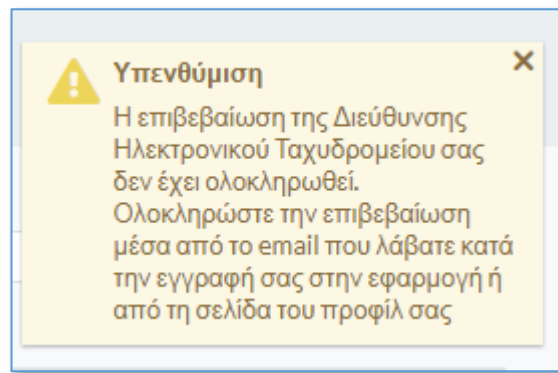 Υπενθύμιση
Η επιβεβαίωση της Διεύθυνσης
Ηλεκτρονικού Ταχυδρομείου σας
δεν έχει ολοκληρωθεί.
Ολοκληρώστε την επιβεβαίωση
μέσα από το email που λάβατε κατά
την εγγραφή σας στην εφαρμογή ή
από τη σελίδα του προφίλ σας